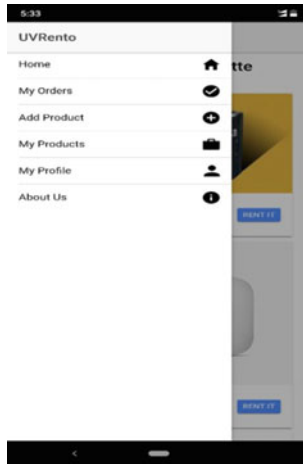 5:33
UVRento
Home
tte
My Orders
Add Product
My Products
My Profile
About Us
RENT IT
RENT IT